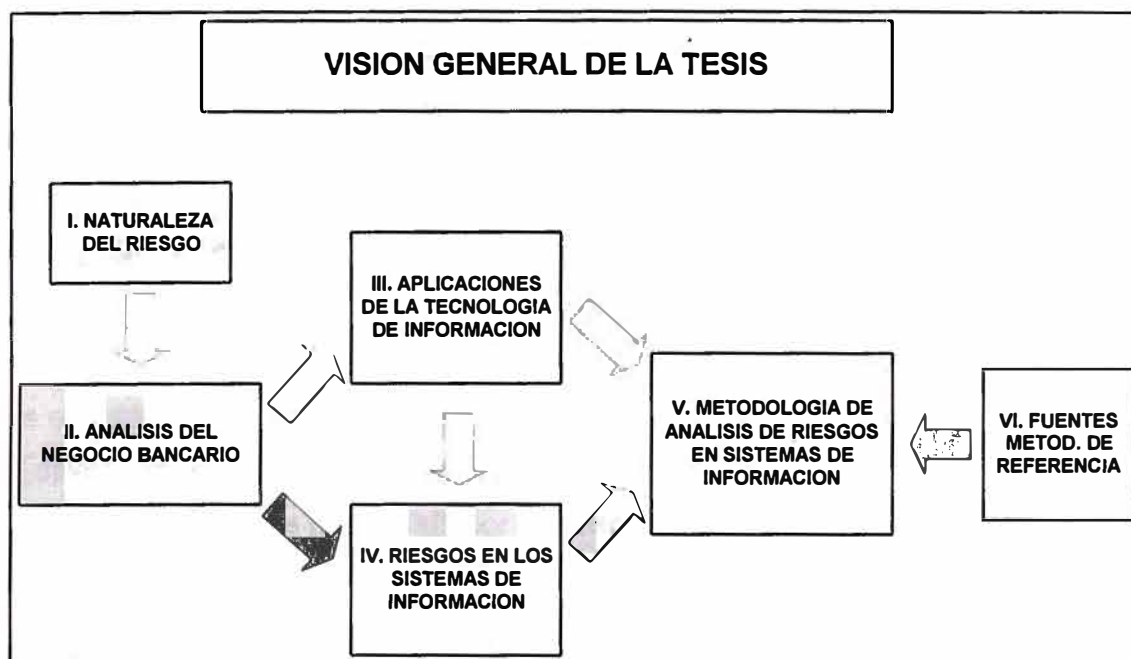 VISION GENERAL DE LA TESIS
I. NATURALEZA
DEL RIESGO
II. ANALISIS DEL
NEGOCIO BANCARIO
III. APLICACIONES
DE LA TECNOLOGIA
DE INFORMACION
IV. RIESGOS EN LOS
SISTEMAS DE
INFORMACION
V. METODOLOGIA DE
ANALISIS DE RIESGOS
EN SISTEMAS DE
INFORMACION
VI. FUENTES
METOD. DE
REFERENCIA